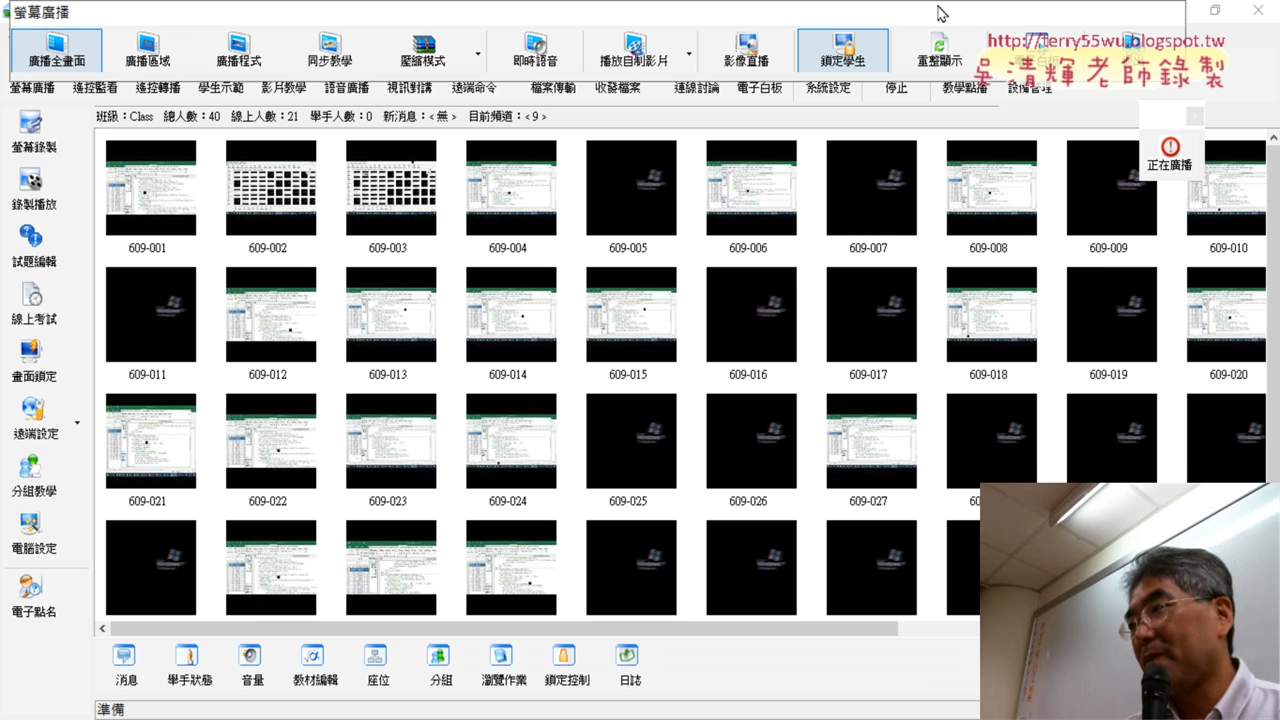 螢幕廣播
廣播全畫面 廣播區域 廣播程式 同步教學 壓縮模式 即時語音 播放自制影片 影像直播 鎖定學生 重整顯示
http://terry55wu.blogspot.tw
吳清輝老師錄製
螢幕廣播 遠控監看 遙控轉播 學生示範 影片教學 語音廣播 視訊對講 遠端命令 檔案傳輸 收發檔案 連線討論 電子白板 系統設定 停止 教學點播 設備管理
班級：Class 總人數：40 線上人數：21 舉手人數：0 新消息：＜無＞ 目前頻道：＜9＞
正在廣播
螢幕錄製
錄製播放
試題編輯
線上考試
畫面鎖定
遠端設定
分組教學
電腦設定
電子點名
609-001 609-002 609-003 609-004 609-005 609-006 609-007 609-008 609-009 609-010
609-011 609-012 609-013 609-014 609-015 609-016 609-017 609-018 609-019 609-020
609-021 609-022 609-023 609-024 609-025 609-026 609-027
消息 舉手狀態 音量 教材編輯 座位 分組 瀏覽作業 鎖定控制 日誌
準備